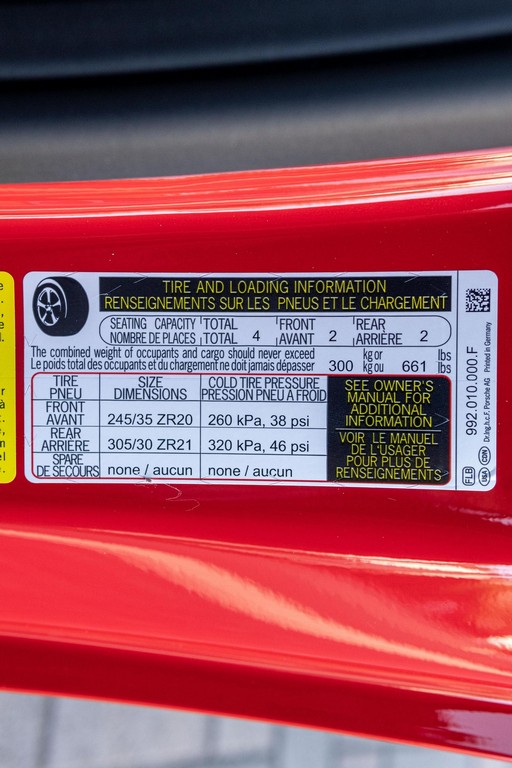 TIRE AND LOADING INFORMATION
RENSEIGNEMENTS SUR LES PNEUS ET LE CHARGEMENT
SEATING CAPACITY TOTAL 4 FRONT 2 REAR 2
NOMBRE DE PLACES TOTAL AVANT ARRIÈRE
The combined weight of occupants and cargo should never exceed 300 kg or 661 lbs
Le poids total des occupants et du chargement ne doit jamais dépasser kg ou lbs
TIRE SIZE COLD TIRE PRESSURE
PNEU DIMENSIONS PRESSION PNEU À FROID
FRONT
AVANT 245/35 ZR20 260 kPa, 38 psi
REAR
ARRIÈRE 305/30 ZR21 320 kPa, 46 psi
SPARE
DE SECOURS none / aucun none / aucun
SEE OWNER'S
MANUAL FOR
ADDITIONAL
INFORMATION
VOIR LE MANUEL
DE L'USAGER
POUR PLUS DE
RENSEIGNEMENTS
992.010.000.F
Dr.Ing.h.c.F. Porsche AG Printed in Germany
FLB USA CDN